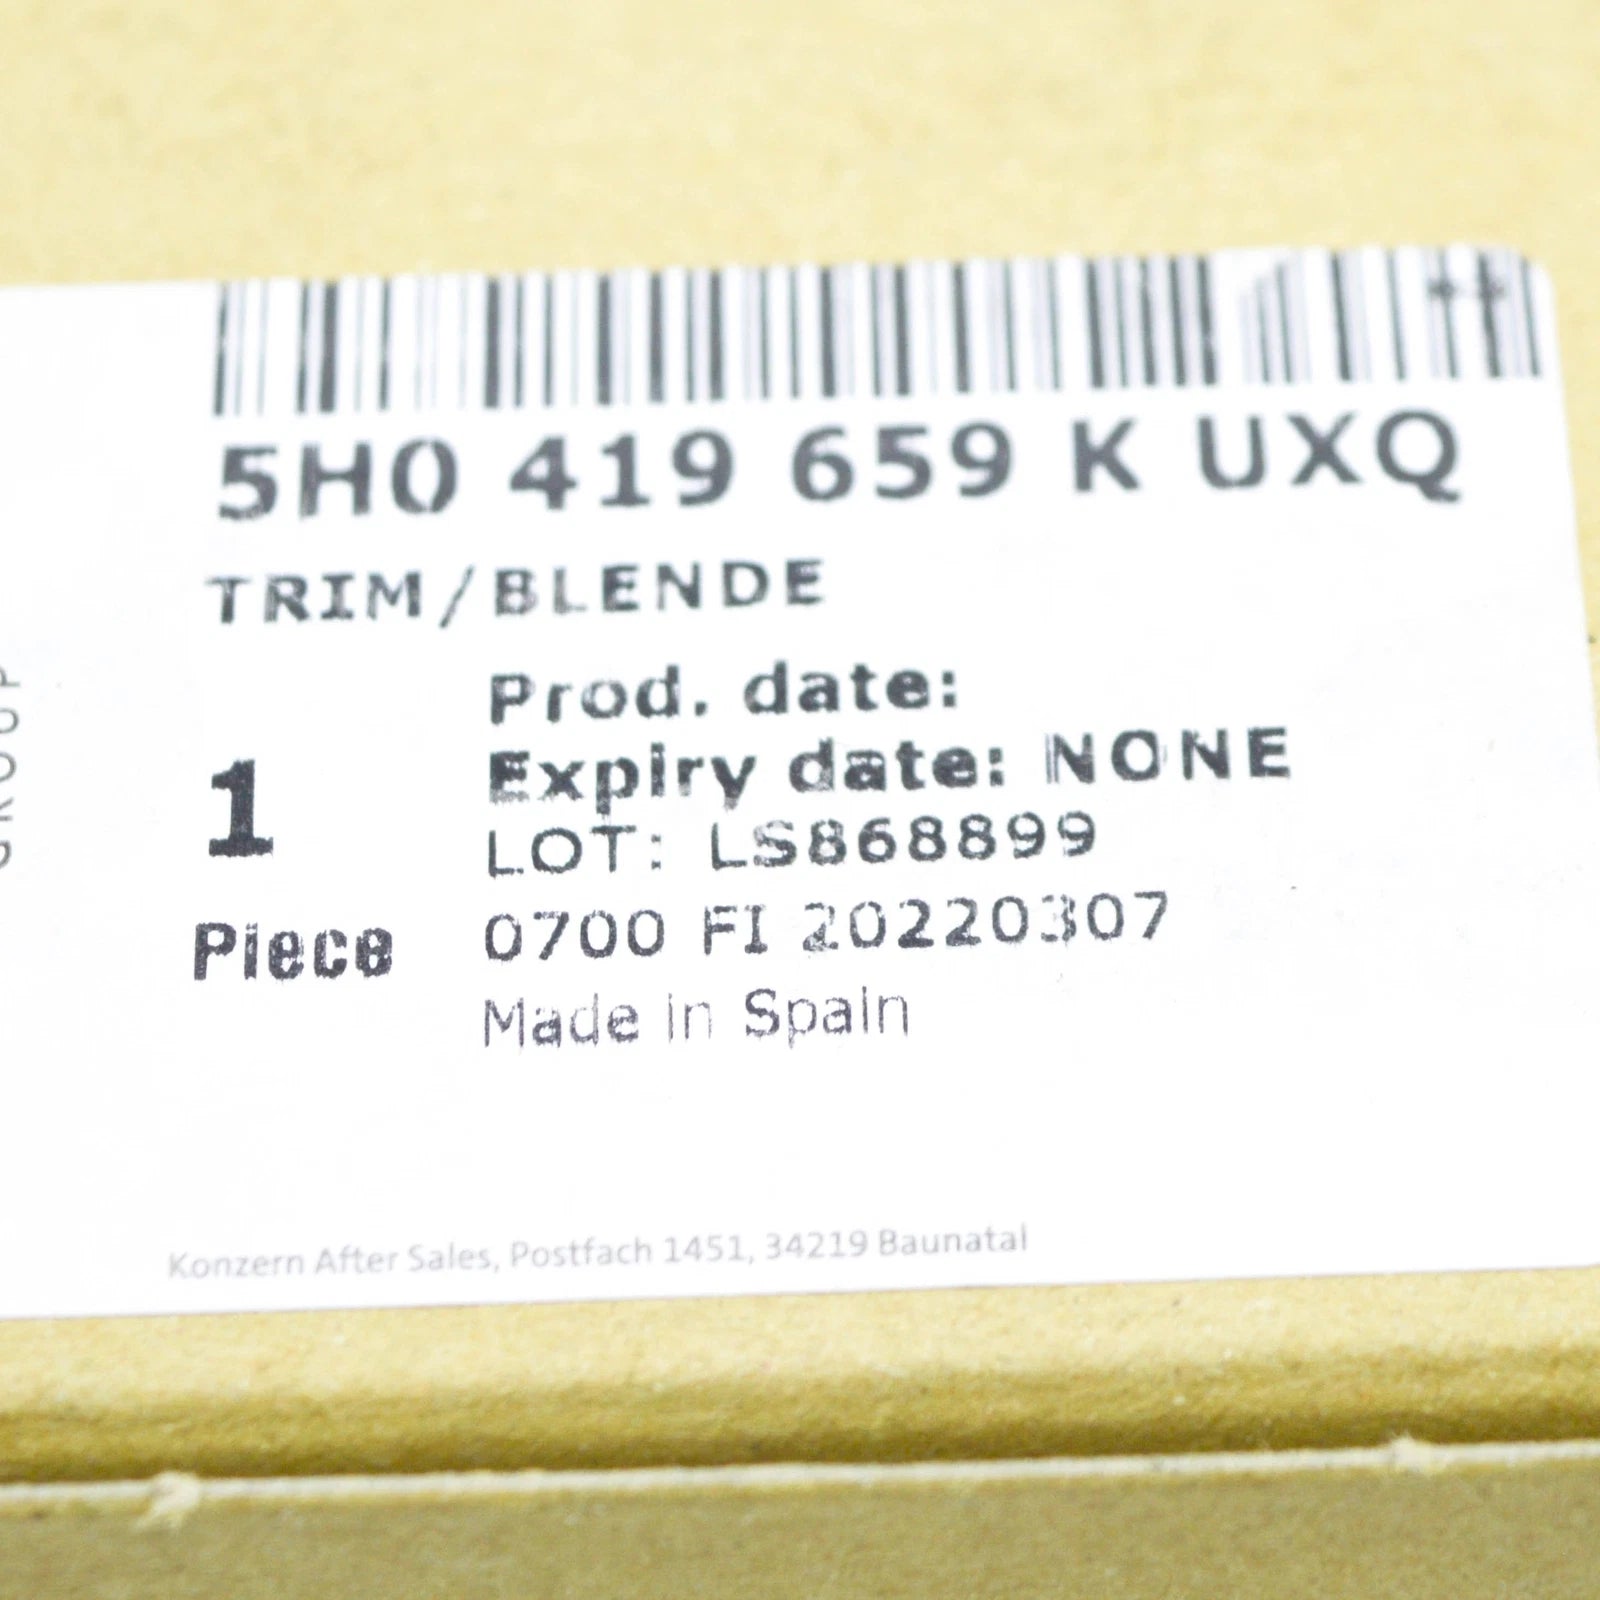 5H0 419 659 K UXQ
TRIM/BLENDE
Prod. date:
Expiry date: NONE
LOT: LS868899
0700 FI 20220307
Made in Spain
1
Piece
Konzern After Sales, Postfach 1451, 34219 Baunatal
GROUP